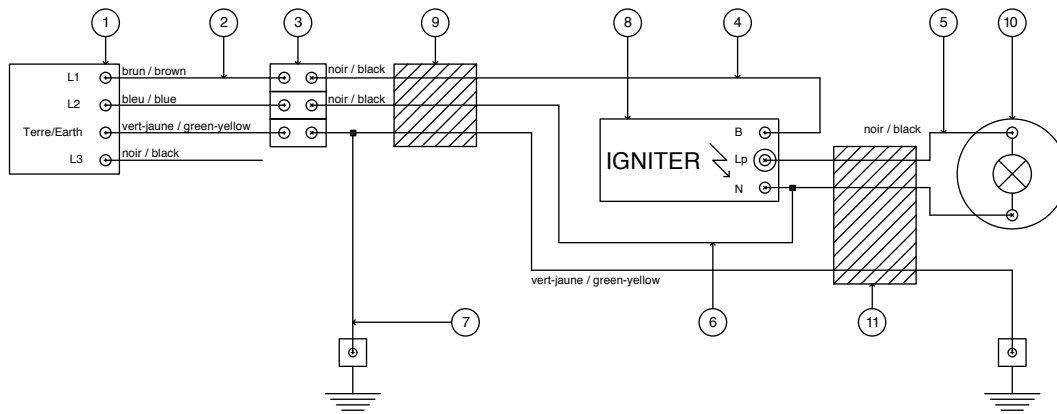 1
2
3
9
8
4
5
10
L1
brun / brown
noir / black
L2
bleu / blue
noir / black
Terre/Earth
vert-jaune / green-yellow
L3
noir / black
IGNITER
B
Lp
N
noir / black
vert-jaune / green-yellow
7
6
11